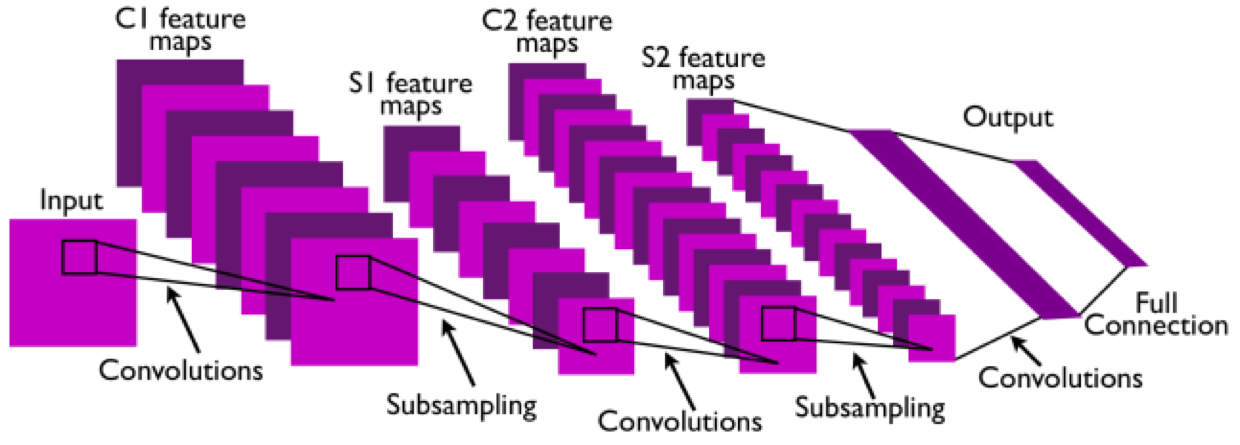 C1 feature
maps
S1 feature
maps
C2 feature
maps
S2 feature
maps
Output
Input
Convolutions
Subsampling
Convolutions
Subsampling
Convolutions
Full
Connection